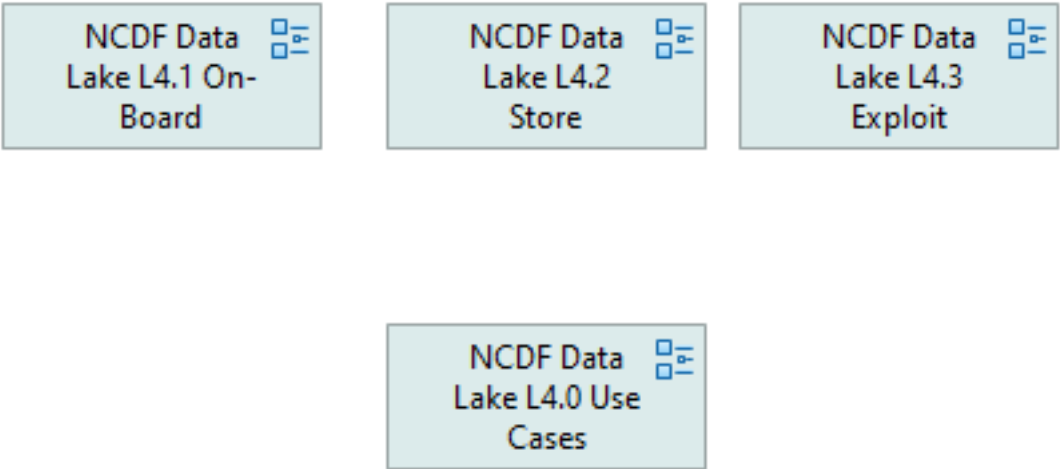 NCDF Data
Lake L4.1 On-
Board
NCDF Data
Lake L4.2
Store
NCDF Data
Lake L4.3
Exploit
NCDF Data
Lake L4.0 Use
Cases